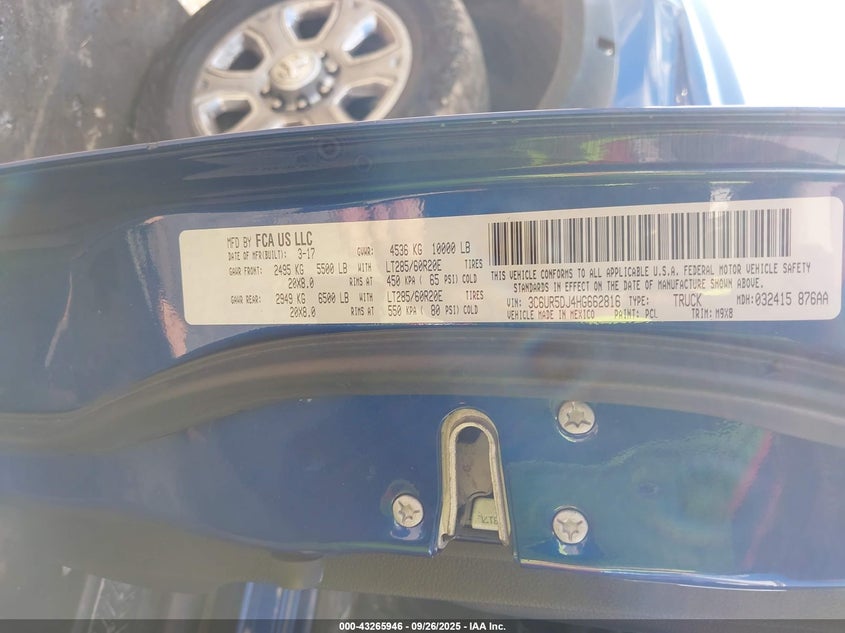 MFD BY FCA US LLC
DATE OF MFR(BUILT): 3-17 GVWR: 4536 KG 10000 LB
GAWR FRONT: 2495 KG 5500 LB WITH LT285/60R20E TIRES
20X8.0 RIMS AT 450 KPA ( 65 PSI) COLD
GAWR REAR: 2949 KG 6500 LB WITH LT285/60R20E TIRES
20X8.0 RIMS AT 550 KPA ( 80 PSI) COLD
THIS VEHICLE CONFORMS TO ALL APPLICABLE U.S.A. FEDERAL MOTOR VEHICLE SAFETY
STANDARDS IN EFFECT ON THE DATE OF MANUFACTURE SHOWN ABOVE.
VIN: 3C6UR5DJ4HG662816 TYPE: TRUCK MDH:032415 876AA
VEHICLE MADE IN MEXICO PAINT: PCL TRIM: M9X8
000-43265946 - 09/26/2025 - IAA Inc.